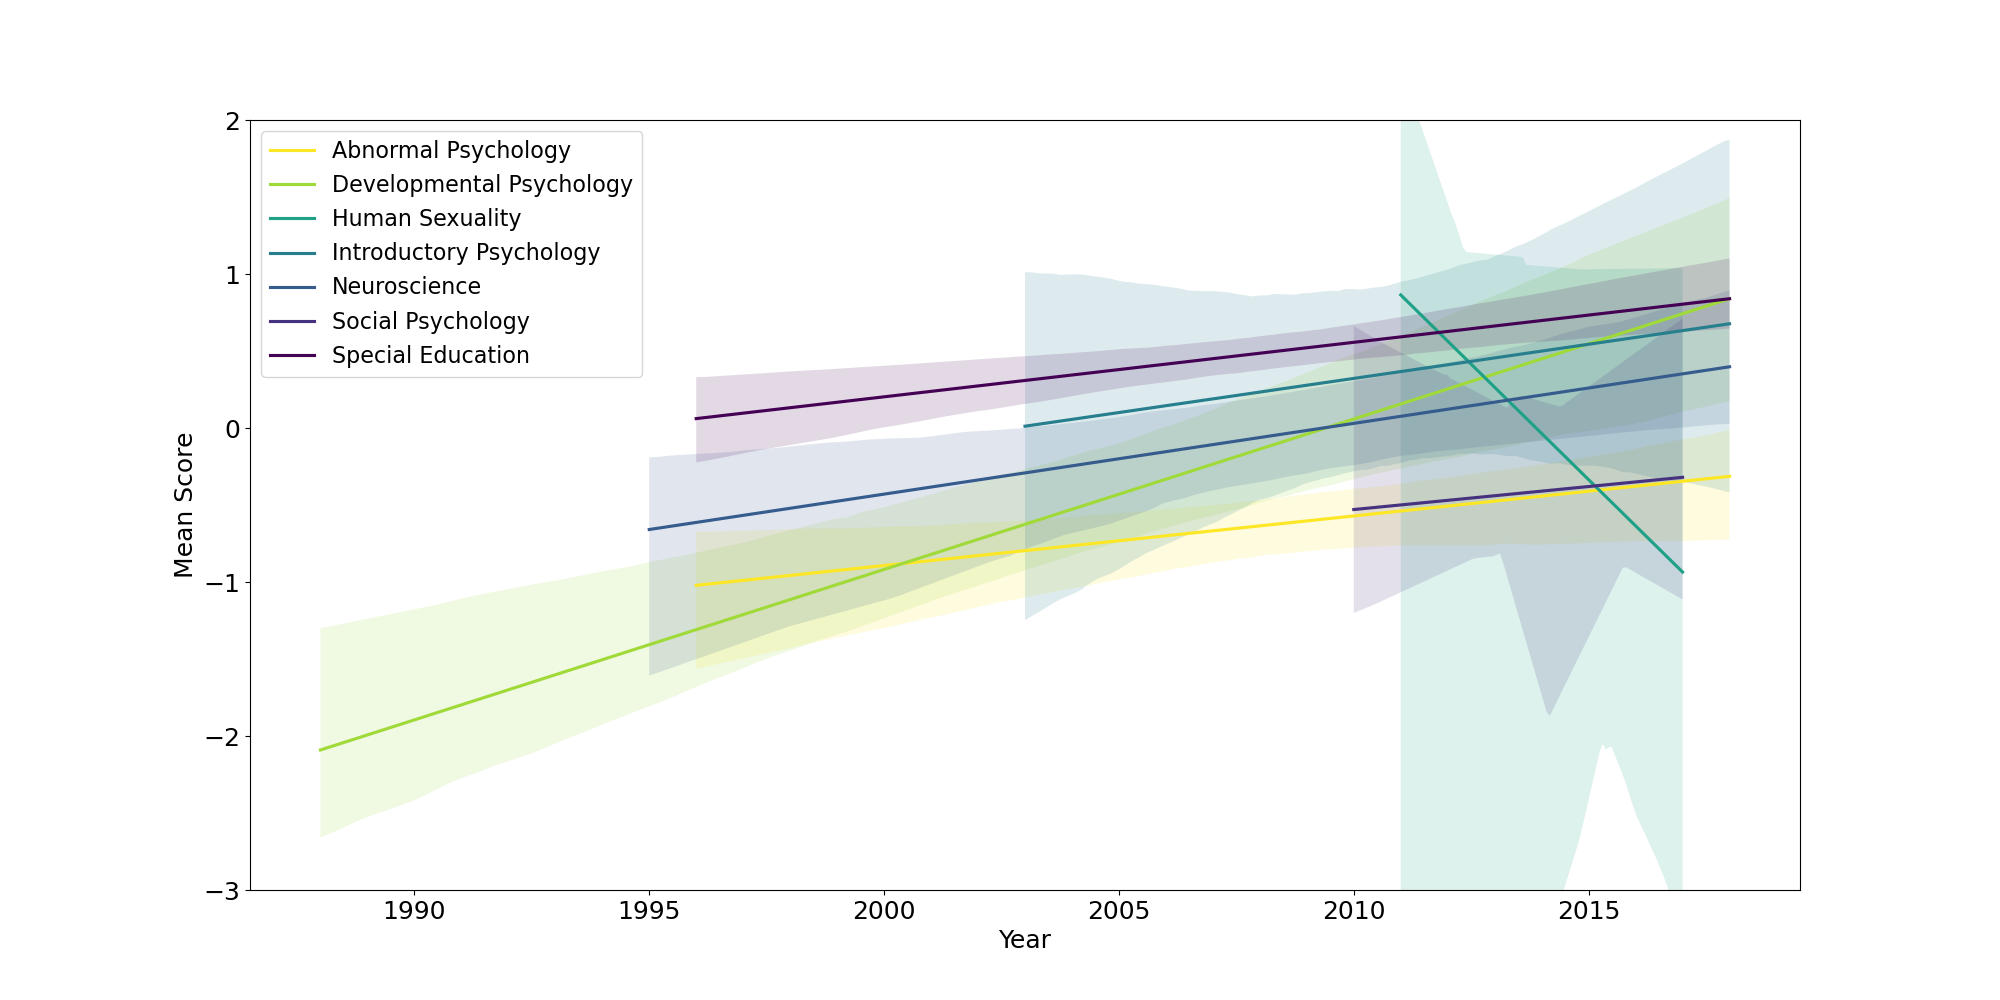 2
1
0
−1
−2
−3
Mean Score
Abnormal Psychology
Developmental Psychology
Human Sexuality
Introductory Psychology
Neuroscience
Social Psychology
Special Education
1990
1995
2000
2005
2010
2015
Year